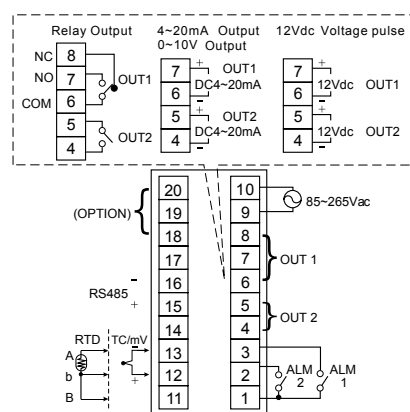 Relay Output
4~20mA Output
0~10V Output
12Vdc Voltage pulse
NC 8
NO 7 OUT1
COM 6
5
4 OUT2
7 + OUT1
6 - DC4~20mA
5 + OUT2
4 - DC4~20mA
7 +
6 - 12Vdc OUT1
5 +
4 - 12Vdc OUT2
20 10
(OPTION) 19 9 85~265Vac
18 8
17 7 OUT 1
- 16 6
RS485
+ 15 5
14 4 OUT 2
RTD TC/mV - 13 3
A
b + 12 2 ALM 2 ALM 1
B 11 1